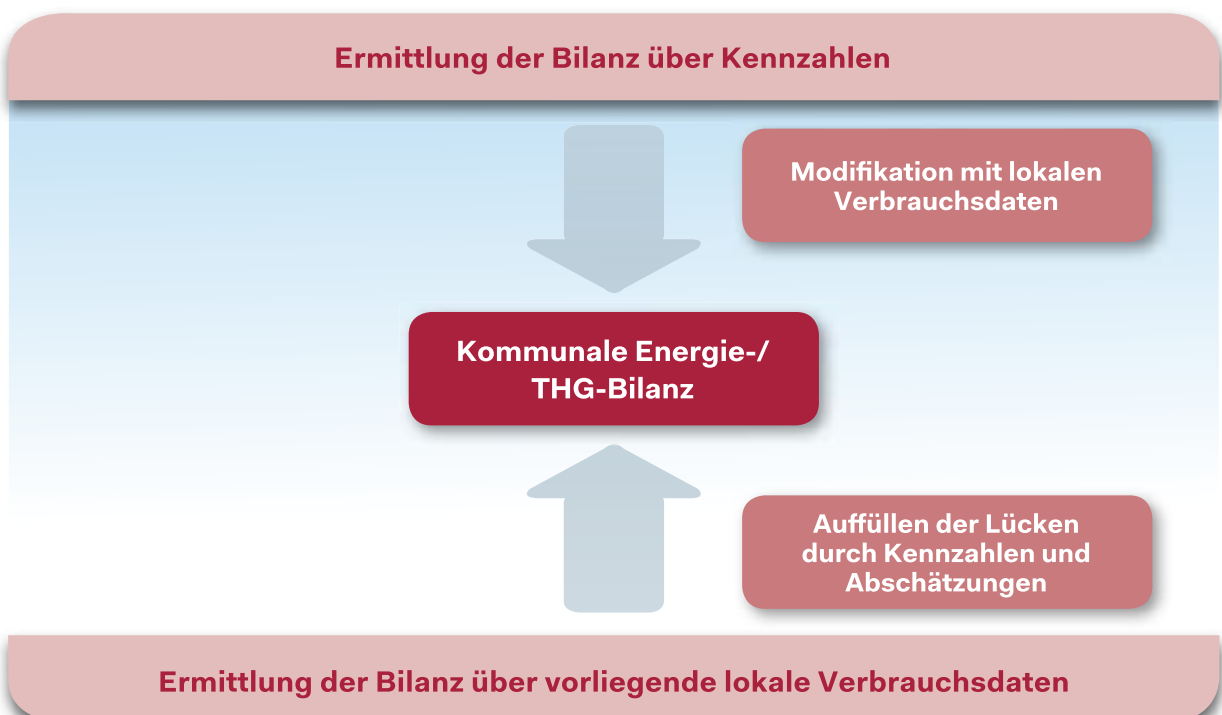 Ermittlung der Bilanz über Kennzahlen
Modifikation mit lokalen
Verbrauchsdaten
Kommunale Energie-/
THG-Bilanz
Auffüllen der Lücken
durch Kennzahlen und
Abschätzungen
Ermittlung der Bilanz über vorliegende lokale Verbrauchsdaten